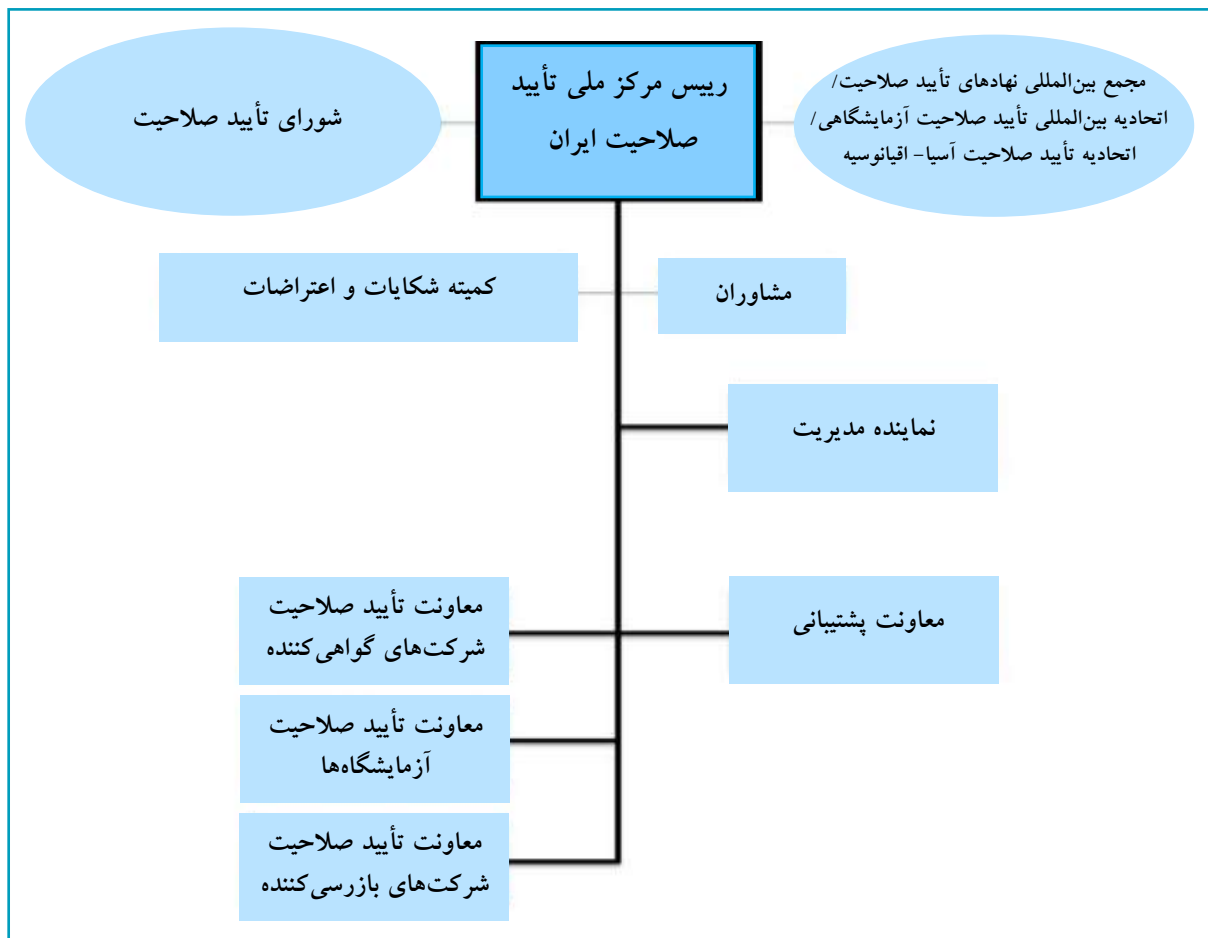 رییس مرکز ملی تأیید
صلاحیت ایران
مجمع بین‌المللی نهادهای تأیید صلاحیت/
اتحادیه بین‌المللی تأیید صلاحیت آزمایشگاهی/
اتحادیه تأیید صلاحیت آسیا- اقیانوسیه
شورای تأیید صلاحیت
مشاوران
کمیته شکایات و اعتراضات
نماینده مدیریت
معاونت پشتیبانی
معاونت تأیید صلاحیت
شرکت‌های گواهی‌کننده
معاونت تأیید صلاحیت
آزمایشگاه‌ها
معاونت تأیید صلاحیت
شرکت‌های بازرسی‌کننده